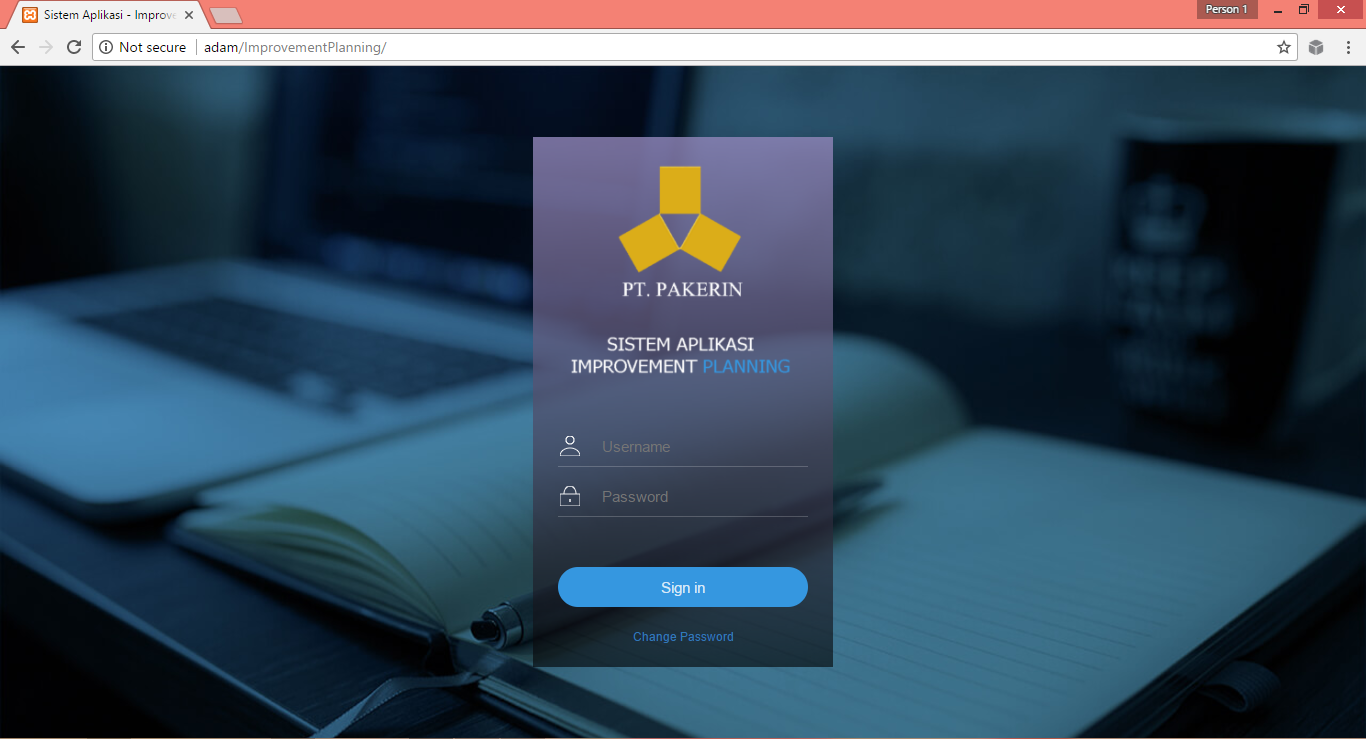 Sistem Aplikasi - Improve
Person 1
Not secure
adam/ImprovementPlanning/
PT. PAKERIN
SISTEM APLIKASI
IMPROVEMENT PLANNING
Username
Password
Sign in
Change Password